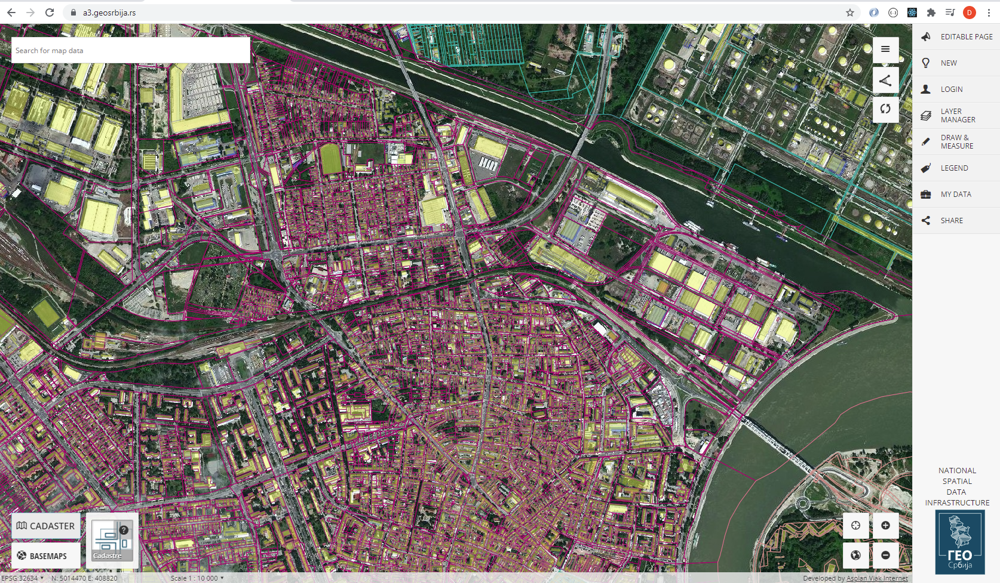 a3.geosrbija.rs
D
Search for map data
EDITABLE PAGE
NEW
LOGIN
LAYER
MANAGER
DRAW &
MEASURE
LEGEND
MY DATA
SHARE
NATIONAL
SPATIAL
DATA
INFRASTRUCTURE
ГЕО
Србија
CADASTER
BASEMAPS
?
Cadastre
EPSG:32634
N: 5014470 E: 408820
Scale 1 : 10 000
Developed by Asplan Viak Internet